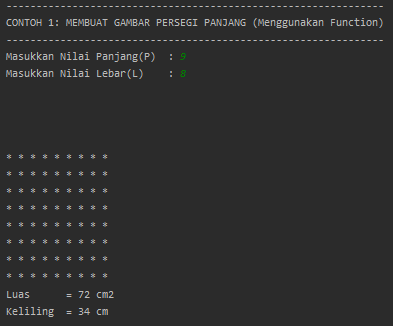 ---------------------------------------------------------------
CONTOH 1: MEMBUAT GAMBAR PERSEGI PANJANG (Menggunakan Function)
---------------------------------------------------------------
Masukkan Nilai Panjang(P)  : 9
Masukkan Nilai Lebar(L)    : 8
* * * * * * * * *
* * * * * * * * *
* * * * * * * * *
* * * * * * * * *
* * * * * * * * *
* * * * * * * * *
* * * * * * * * *
* * * * * * * * *
Luas      = 72 cm2
Keliling  = 34 cm